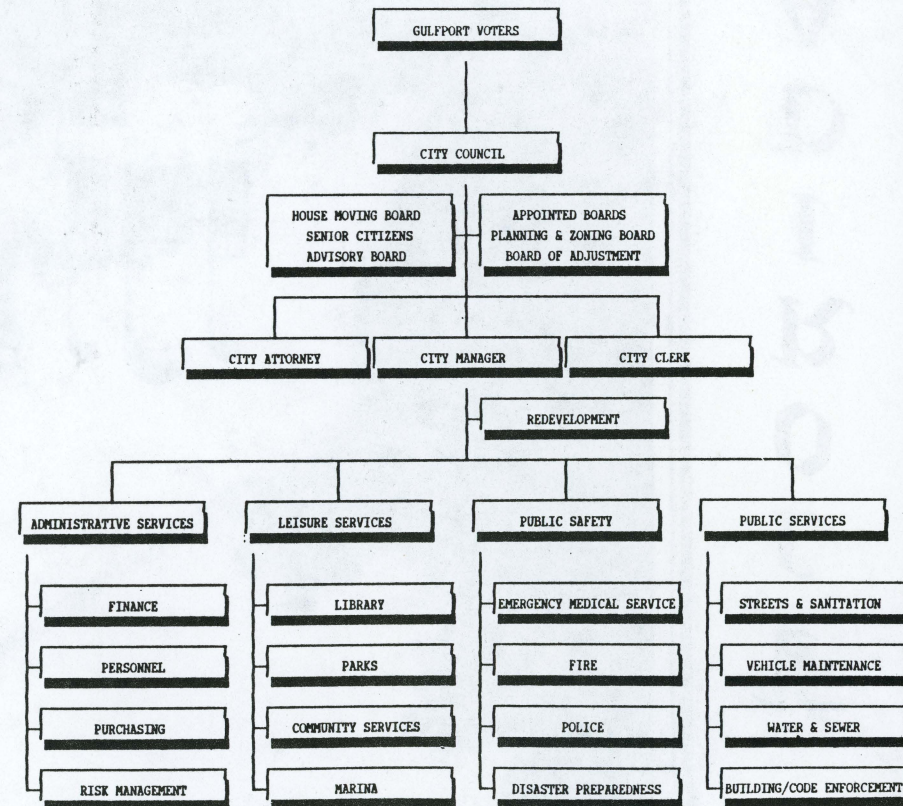 GULFPORT VOTERS
CITY COUNCIL
HOUSE MOVING BOARD
SENIOR CITIZENS
ADVISORY BOARD
APPOINTED BOARDS
PLANNING & ZONING BOARD
BOARD OF ADJUSTMENT
CITY ATTORNEY
CITY MANAGER
CITY CLERK
REDEVELOPMENT
ADMINISTRATIVE SERVICES
LEISURE SERVICES
PUBLIC SAFETY
PUBLIC SERVICES
FINANCE
LIBRARY
EMERGENCY MEDICAL SERVICE
STREETS & SANITATION
PERSONNEL
PARKS
FIRE
VEHICLE MAINTENANCE
PURCHASING
COMMUNITY SERVICES
POLICE
WATER & SEWER
RISK MANAGEMENT
MARINA
DISASTER PREPAREDNESS
BUILDING/CODE ENFORCEMENT